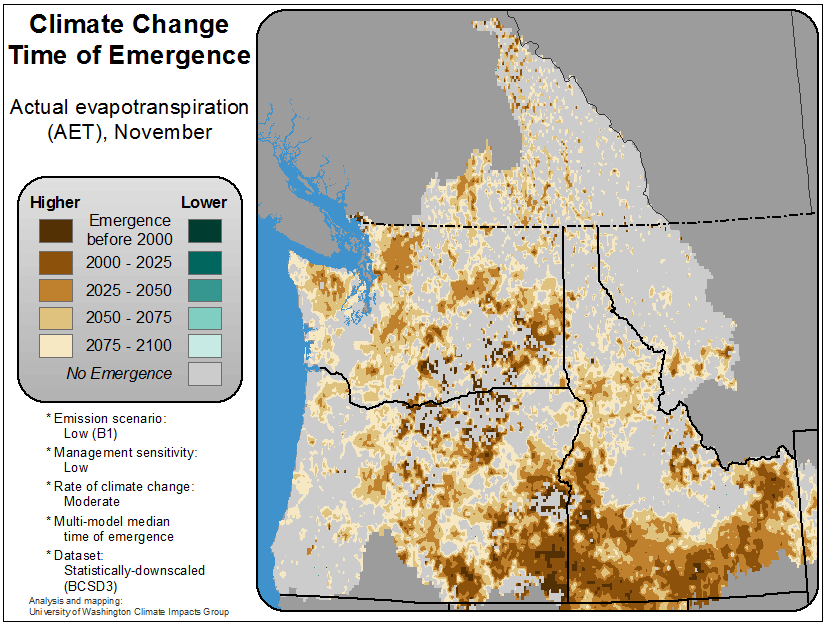 Climate Change
Time of Emergence
Actual evapotranspiration
(AET), November
Higher Lower
Emergence
before 2000
2000 - 2025
2025 - 2050
2050 - 2075
2075 - 2100
No Emergence
* Emission scenario:
Low (B1)
* Management sensitivity:
Low
* Rate of climate change:
Moderate
* Multi-model median
time of emergence
* Dataset:
Statistically-downscaled
(BCSD3)
Analysis and mapping:
University of Washington Climate Impacts Group